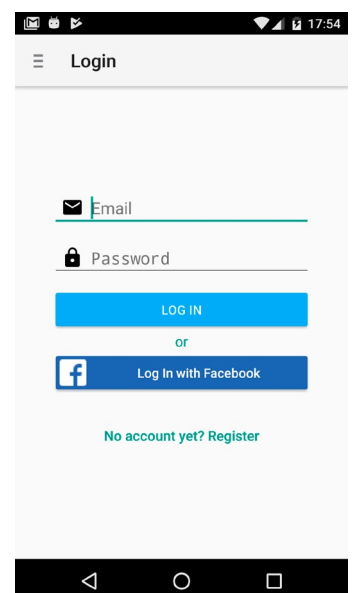 17:54
Login
Email
Password
LOG IN
or
Log In with Facebook
No account yet? Register